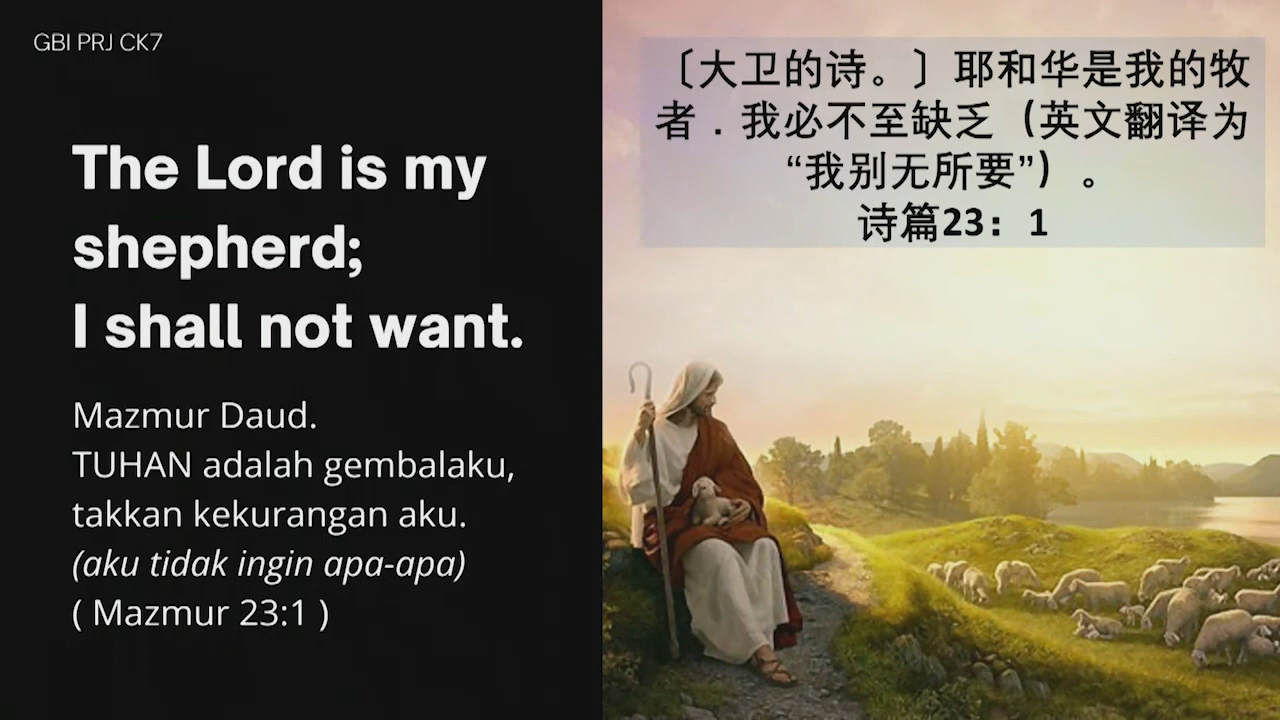 GBI PRJ CK7
The Lord is my
shepherd;
I shall not want.
Mazmur Daud.
TUHAN adalah gembalaku,
takkan kekurangan aku.
(aku tidak ingin apa-apa)
( Mazmur 23:1 )
〔大卫的诗。〕耶和华是我的牧
者．我必不至缺乏（英文翻译为
“我别无所要”）。
诗篇23：1